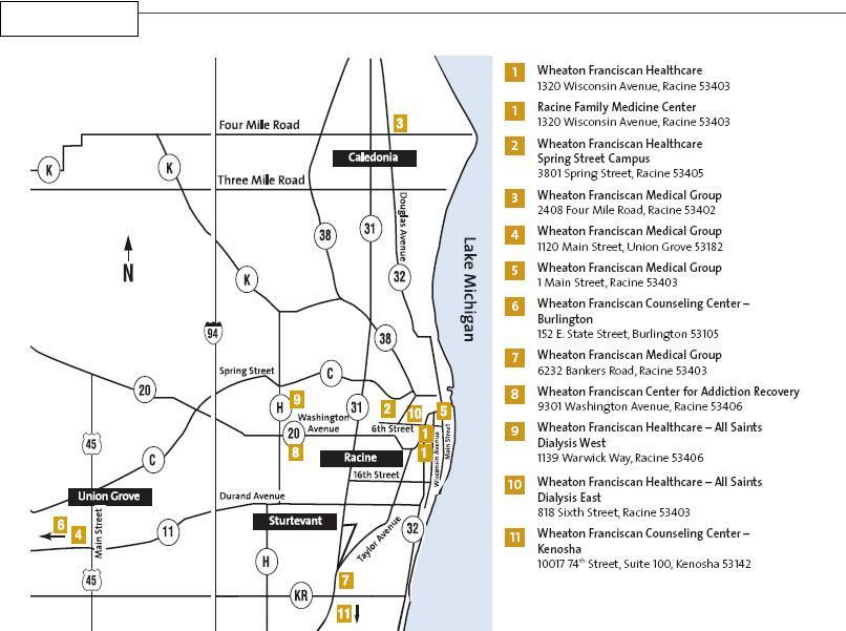 Four Mile Road
3
Caledonia
K
K
Three Mile Road
Douglas Avenue
38
31
N
Lake Michigan
K
32
94
38
Spring Street
C
20
H
9
31
2
10
5
Washington
Avenue
6th Street
1
20
45
8
1
Wisconsin Avenue
Main Street
C
Racine
16th Street
Union Grove
Durand Avenue
6
4
Main Street
11
Sturtevant
Taylor Avenue
32
45
H
7
KR
11
1 Wheaton Franciscan Healthcare
1320 Wisconsin Avenue, Racine 53403
1 Racine Family Medicine Center
1320 Wisconsin Avenue, Racine 53403
2 Wheaton Franciscan Healthcare
Spring Street Campus
3801 Spring Street, Racine 53405
3 Wheaton Franciscan Medical Group
2408 Four Mile Road, Racine 53402
4 Wheaton Franciscan Medical Group
1120 Main Street, Union Grove 53182
5 Wheaton Franciscan Medical Group
1 Main Street, Racine 53403
6 Wheaton Franciscan Counseling Center –
Burlington
152 E. State Street, Burlington 53105
7 Wheaton Franciscan Medical Group
6232 Bankers Road, Racine 53403
8 Wheaton Franciscan Center for Addiction Recovery
9301 Washington Avenue, Racine 53406
9 Wheaton Franciscan Healthcare – All Saints
Dialysis West
1139 Warwick Way, Racine 53406
10 Wheaton Franciscan Healthcare – All Saints
Dialysis East
818 Sixth Street, Racine 53403
11 Wheaton Franciscan Counseling Center –
Kenosha
10017 74th Street, Suite 100, Kenosha 53142